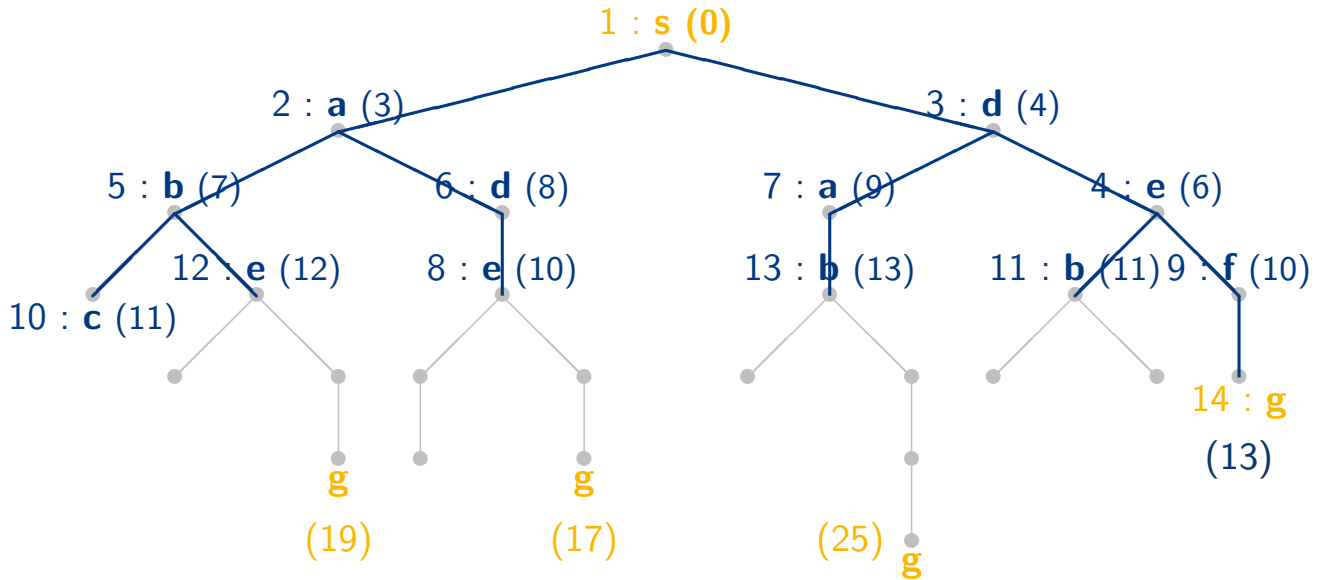 1 : s (0)
2 : a (3)
3 : d (4)
5 : b (7)
6 : d (8)
7 : a (9)
4 : e (6)
12 : e (12)
8 : e (10)
13 : b (13)
11 : b (11)
9 : f (10)
10 : c (11)
14 : g
(13)
g
g
(19)
(17)
(25)
g